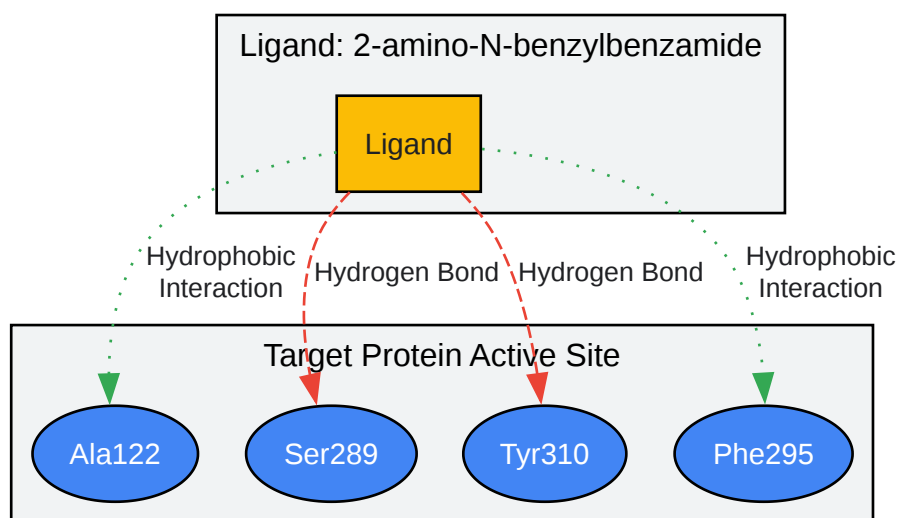 Ligand: 2-amino-N-benzylbenzamide
Ligand
Hydrophobic
Interaction
Hydrogen Bond
Hydrogen Bond
Hydrophobic
Interaction
Target Protein Active Site
Ala122
Ser289
Tyr310
Phe295